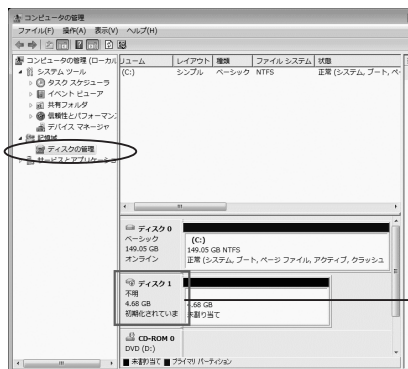 コンピュータの管理
ファイル(F) 操作(A) 表示(V) ヘルプ(H)
コンピュータの管理 (ローカル
システム ツール
タスク スケジューラ
イベント ビューア
共有フォルダ
信頼性とパフォーマン
デバイス マネージャ
記憶域
ディスクの管理
サービスとアプリケーショ
リューム レイアウト 種類 ファイル システム 状態
(C:) シンプル ベーシック NTFS 正常 (システム, ブート, ペー
ディスク 0
ベーシック
149.05 GB
オンライン
(C:)
149.05 GB NTFS
正常 (システム, ブート, ページ ファイル, アクティブ, クラッシュ
ディスク 1
不明
4.68 GB
初期化されていま
4.68 GB
未割り当て
CD-ROM 0
DVD (D:)
未割り当て プライマリ パーティション